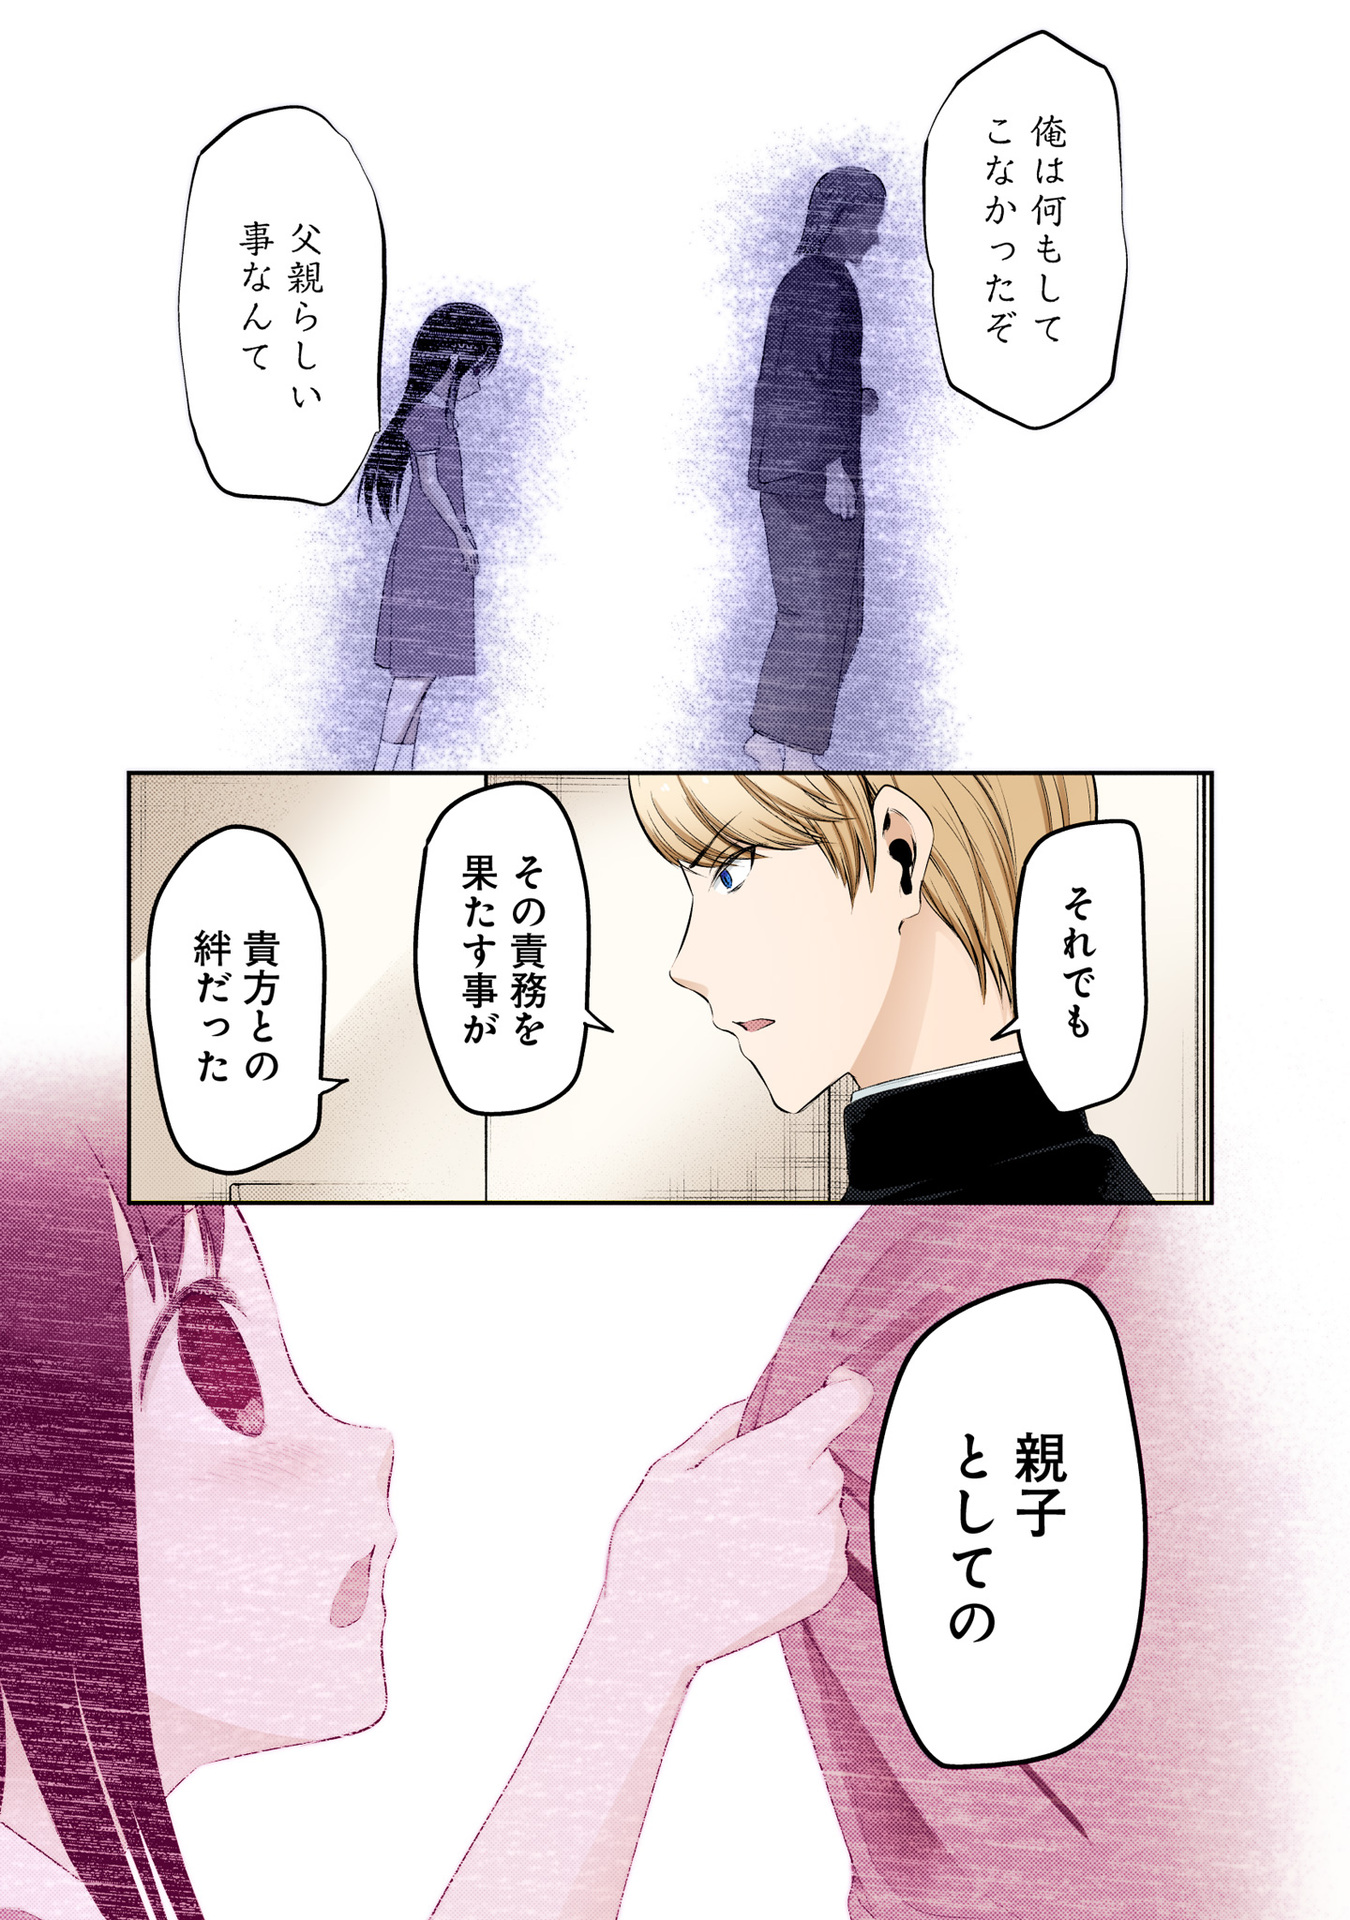 俺は何もして
こなかったぞ
父親らしい
事なんて
それでも
その責務を
果たす事が
貴方との
絆だった
親子
としての